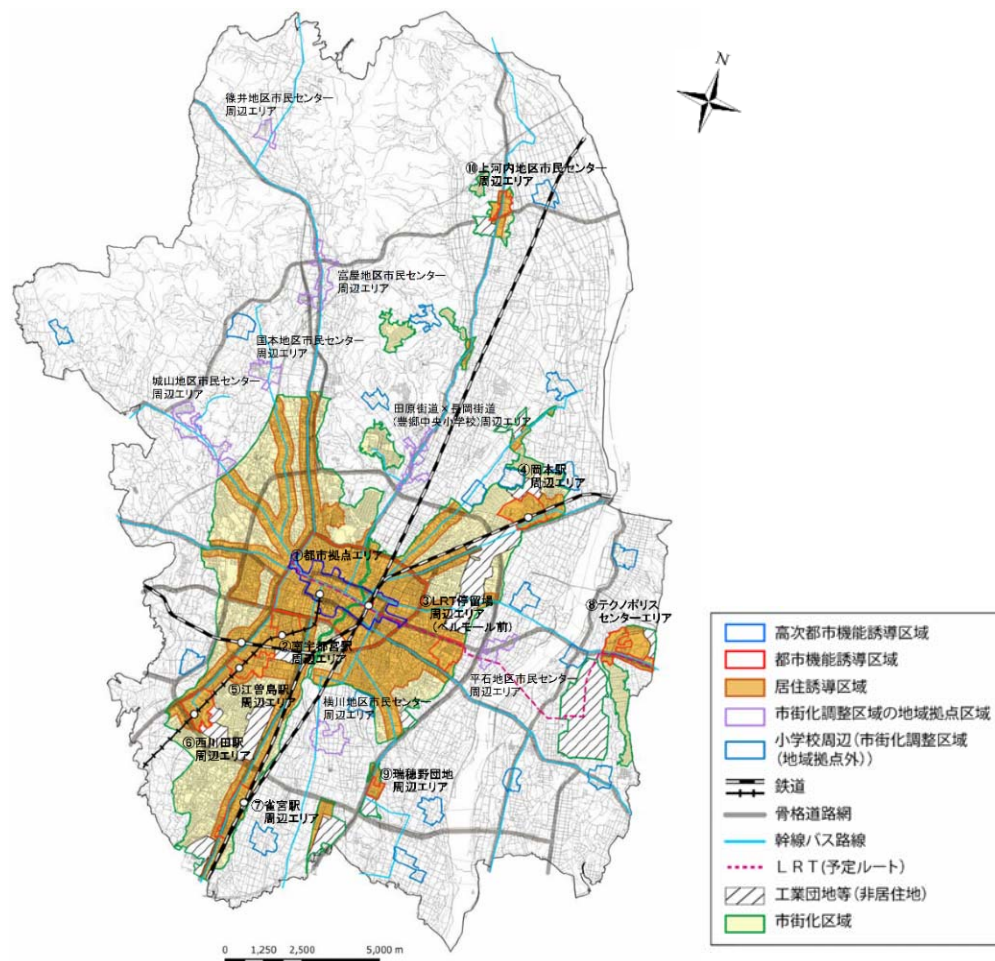 N
篠井地区市民センター
周辺エリア
⑩上河内地区市民センター
周辺エリア
富屋地区市民センター
周辺エリア
国本地区市民センター
周辺エリア
城山地区市民センター
周辺エリア
田原街道×長岡街道
(豊郷中央小学校)周辺エリア
④岡本駅
周辺エリア
①都市拠点エリア
③LRT停留場
周辺エリア
(ベルモール前)
⑧テクノポリス
センターエリア
②南宇都宮駅
周辺エリア
平石地区市民センター
周辺エリア
⑤江曽島駅
周辺エリア
横川地区市民センター
周辺エリア
⑥西川田駅
周辺エリア
⑨瑞穂野団地
周辺エリア
⑦雀宮駅
周辺エリア
0 1,250 2,500 5,000 m
高次都市機能誘導区域
都市機能誘導区域
居住誘導区域
市街化調整区域の地域拠点区域
小学校周辺(市街化調整区域
(地域拠点外))
鉄道
骨格道路網
幹線バス路線
LRT(予定ルート)
工業団地等(非居住地)
市街化区域